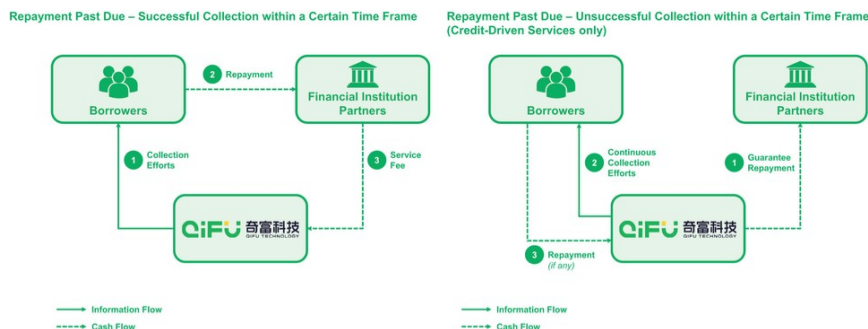 Repayment Past Due – Successful Collection within a Certain Time Frame
Borrowers
2 Repayment
Financial Institution
Partners
1 Collection
Efforts
3 Service
Fee
QiFU 奇富科技
QIFU TECHNOLOGY
Information Flow
Cash Flow
Repayment Past Due – Unsuccessful Collection within a Certain Time Frame
(Credit-Driven Services only)
Borrowers
Financial Institution
Partners
2 Continuous
Collection
Efforts
1 Guarantee
Repayment
QiFU 奇富科技
QIFU TECHNOLOGY
3 Repayment
(if any)
Information Flow
Cash Flow